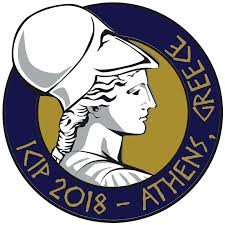 ICIP 2018 - ATHENS, GREECE